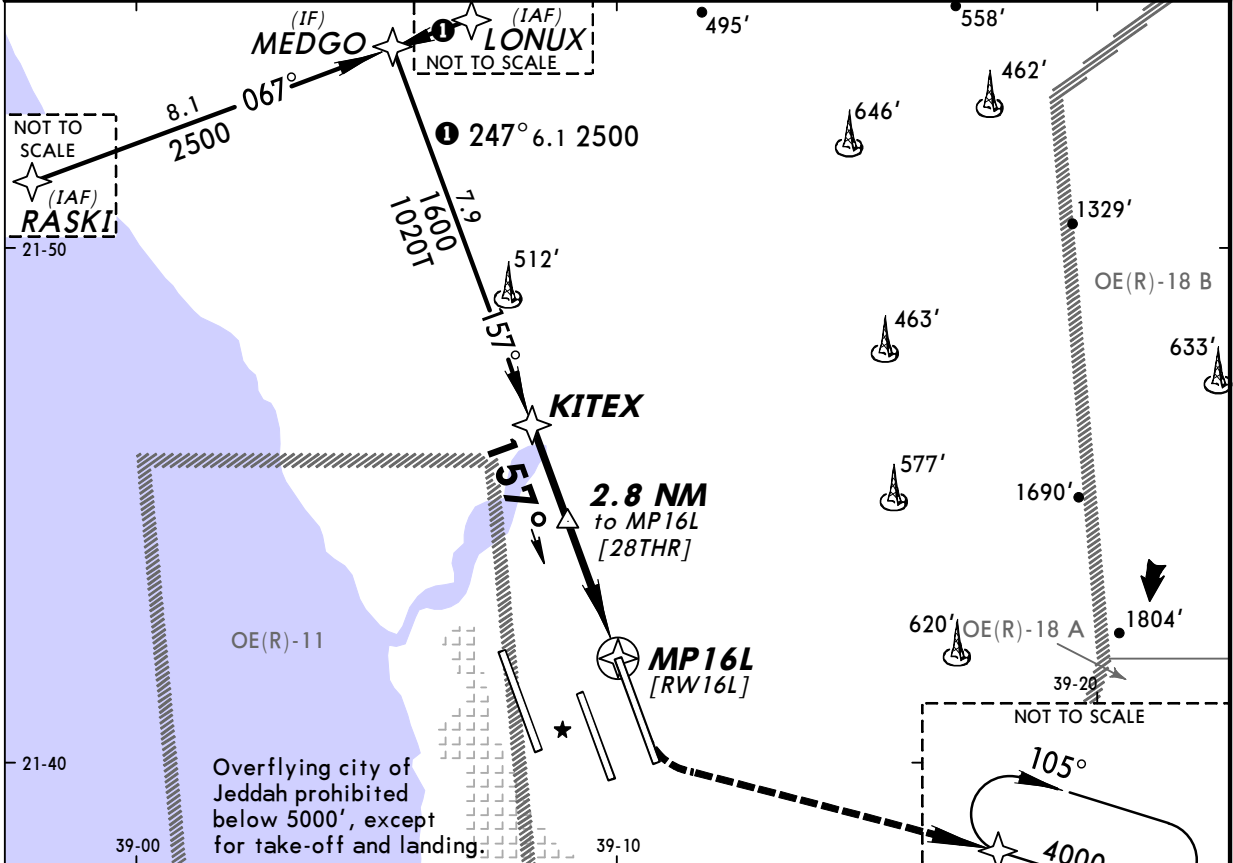 (IF)
MEDGO
(IAF)
❶ LONUX
NOT TO SCALE
495'
558'
462'
646'
8.1
067°
2500
NOT TO
SCALE
(IAF)
RASKI
❶ 247° 6.1 2500
7.9
1600
1020T
157°
1329'
21-50
512'
OE(R)-18 B
463'
633'
KITEX
157°
577'
1690'
2.8 NM
to MP16L
[28THR]
OE(R)-11
620'
OE(R)-18 A
1804'
MP16L
[RW16L]
39-20
NOT TO SCALE
105°
21-40
Overflying city of
Jeddah prohibited
below 5000', except
for take-off and landing.
39-00
39-10
4000